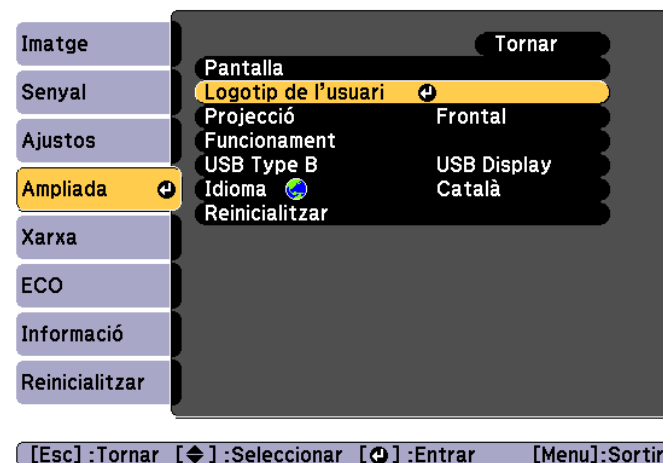 Imatge
Senyal
Ajustos
Ampliada
Xarxa
ECO
Informació
Reinicialitzar
Tornar
Pantalla
Logotip de l'usuari
Projecció Frontal
Funcionament
USB Type B USB Display
Idioma Català
Reinicialitzar
[Esc] :Tornar [◆] :Seleccionar [⏎] :Entrar [Menu]:Sortir